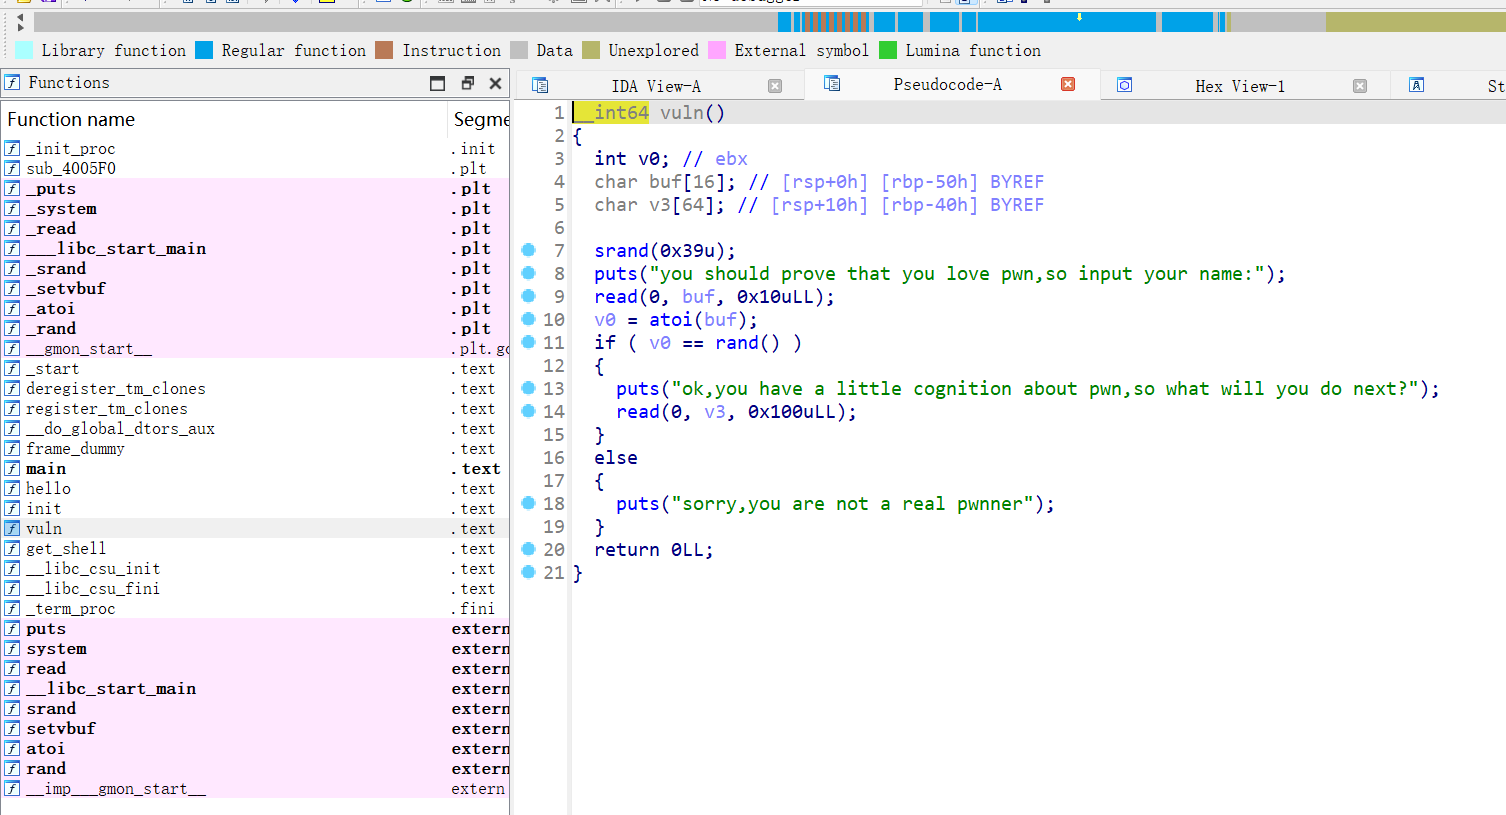 Library function Regular function Instruction Data Unexplored External symbol Lumina function
Functions
Function name Segme
_init_proc .init
sub_4005F0 .plt
_puts .plt
_system .plt
_read .plt
___libc_start_main .plt
_srand .plt
_setvbuf .plt
_atoi .plt
_rand .plt
__gmon_start__ .plt.go
_start .text
deregister_tm_clones .text
register_tm_clones .text
__do_global_dtors_aux .text
frame_dummy .text
main .text
hello .text
init .text
vuln .text
get_shell .text
__libc_csu_init .text
__libc_csu_fini .text
_term_proc .fini
puts extern
system extern
read extern
__libc_start_main extern
srand extern
setvbuf extern
atoi extern
rand extern
__imp___gmon_start__ extern
IDA View-A Pseudocode-A Hex View-1 St
1 __int64 vuln()
2 {
3 int v0; // ebx
4 char buf[16]; // [rsp+0h] [rbp-50h] BYREF
5 char v3[64]; // [rsp+10h] [rbp-40h] BYREF
6
7 srand(0x39u);
8 puts("you should prove that you love pwn,so input your name:");
9 read(0, buf, 0x10uLL);
10 v0 = atoi(buf);
11 if ( v0 == rand() )
12 {
13 puts("ok,you have a little cognition about pwn,so what will you do next?");
14 read(0, v3, 0x100uLL);
15 }
16 else
17 {
18 puts("sorry,you are not a real pwnner");
19 }
20 return 0LL;
21 }